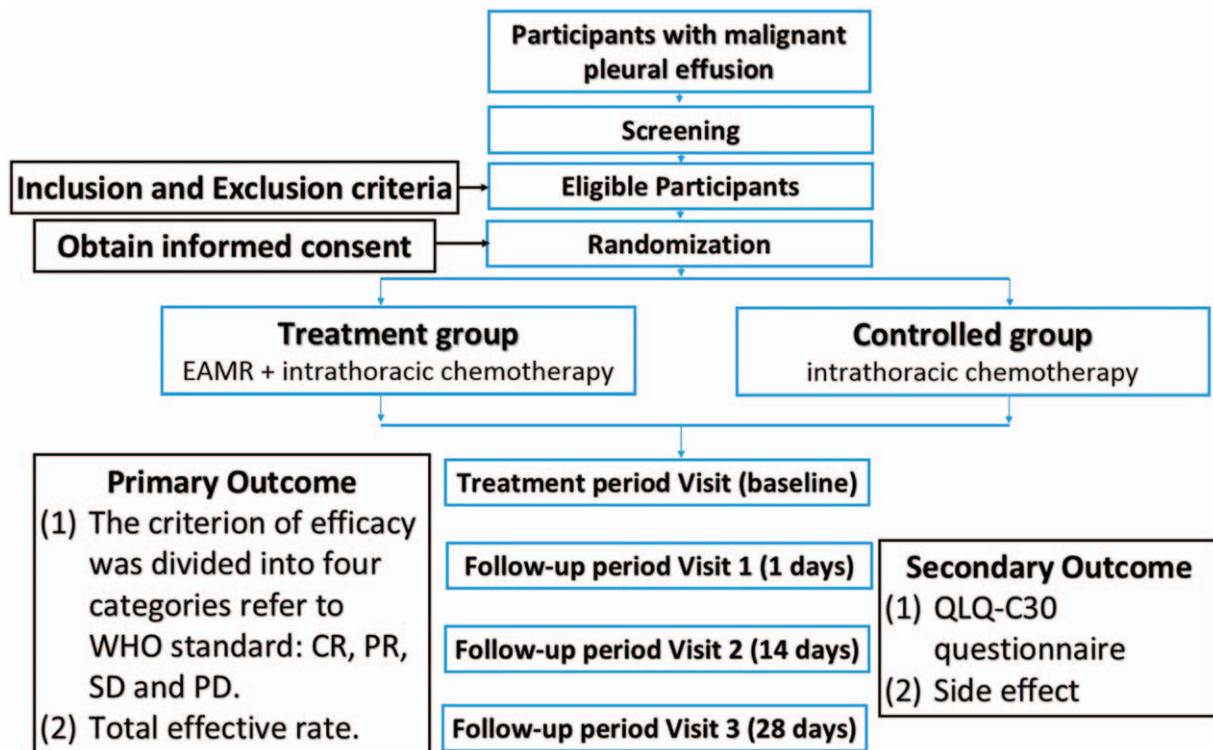 Participants with malignant
pleural effusion
Screening
Inclusion and Exclusion criteria
Eligible Participants
Obtain informed consent
Randomization
Treatment group
EAMR + intrathoracic chemotherapy
Controlled group
intrathoracic chemotherapy
Primary Outcome
(1) The criterion of efficacy
was divided into four
categories refer to
WHO standard: CR, PR,
SD and PD.
(2) Total effective rate.
Treatment period Visit (baseline)
Follow-up period Visit 1 (1 days)
Follow-up period Visit 2 (14 days)
Follow-up period Visit 3 (28 days)
Secondary Outcome
(1) QLQ-C30
questionnaire
(2) Side effect